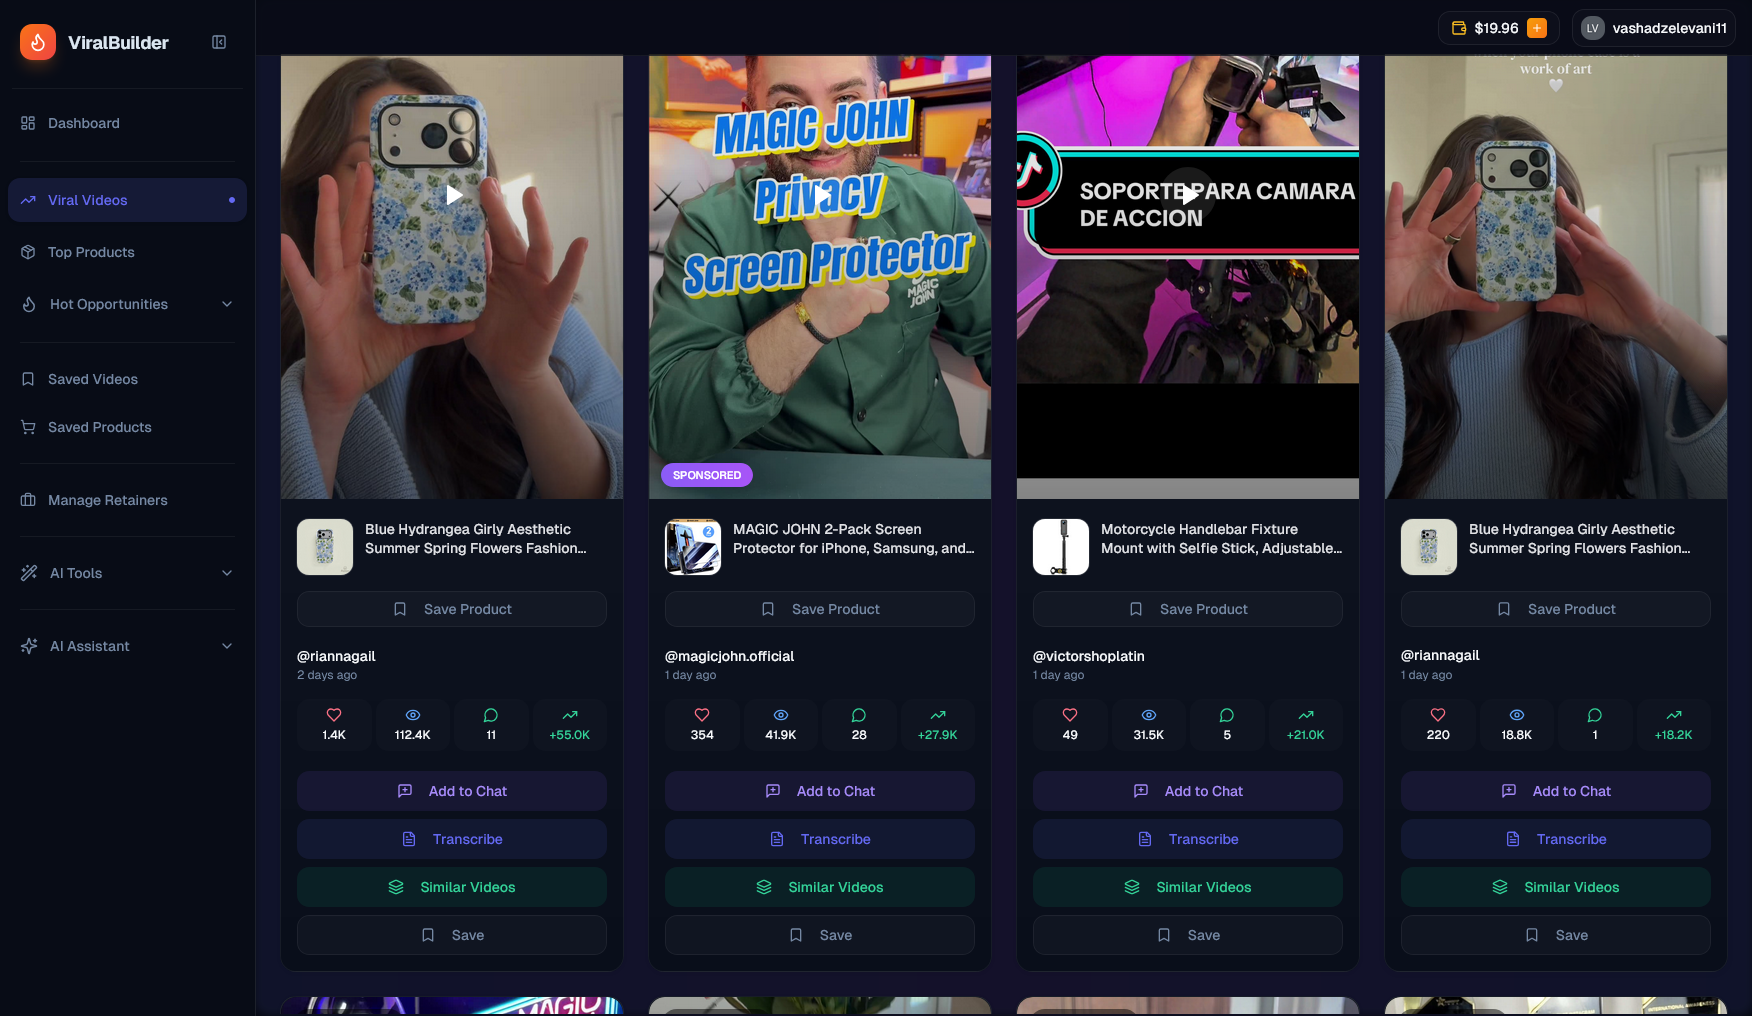 ViralBuilder
$19.96
LV
vashadzelevani11
Dashboard
Viral Videos
Top Products
Hot Opportunities
Saved Videos
Saved Products
Manage Retainers
AI Tools
AI Assistant
Blue Hydrangea Girly Aesthetic
Summer Spring Flowers Fashion...
Save Product
@riannagail
2 days ago
1.4K
112.4K
11
+55.0K
Add to Chat
Transcribe
Similar Videos
Save
MAGIC JOHN
Privacy
Screen Protector
MAGIC
JOHN
SPONSORED
MAGIC JOHN 2-Pack Screen
Protector for iPhone, Samsung, and...
Save Product
@magicjohn.official
1 day ago
354
41.9K
28
+27.9K
Add to Chat
Transcribe
Similar Videos
Save
SOPORTE PARA CAMARA
DE ACCION
Motorcycle Handlebar Fixture
Mount with Selfie Stick, Adjustable...
Save Product
@victorshoplatin
1 day ago
49
31.5K
5
+21.0K
Add to Chat
Transcribe
Similar Videos
Save
work of art
Blue Hydrangea Girly Aesthetic
Summer Spring Flowers Fashion...
Save Product
@riannagail
1 day ago
220
18.8K
1
+18.2K
Add to Chat
Transcribe
Similar Videos
Save
MAGIC